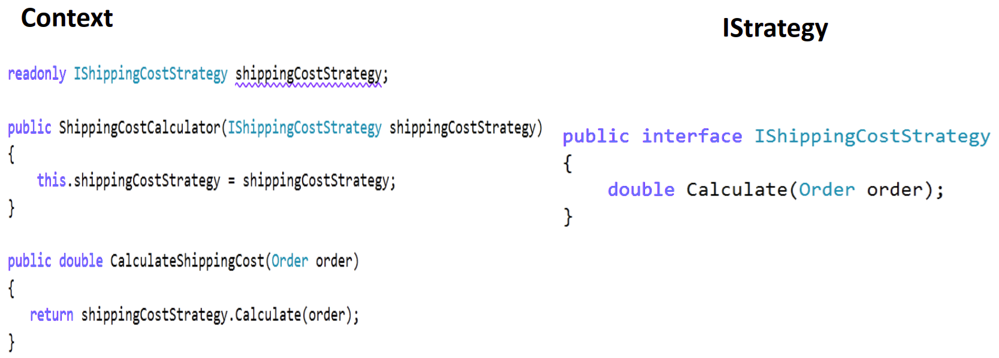 Context
readonly IShippingCostStrategy shippingCostStrategy;
public ShippingCostCalculator(IShippingCostStrategy shippingCostStrategy)
{
    this.shippingCostStrategy = shippingCostStrategy;
}
public double CalculateShippingCost(Order order)
{
   return shippingCostStrategy.Calculate(order);
}
IStrategy
public interface IShippingCostStrategy
{
    double Calculate(Order order);
}